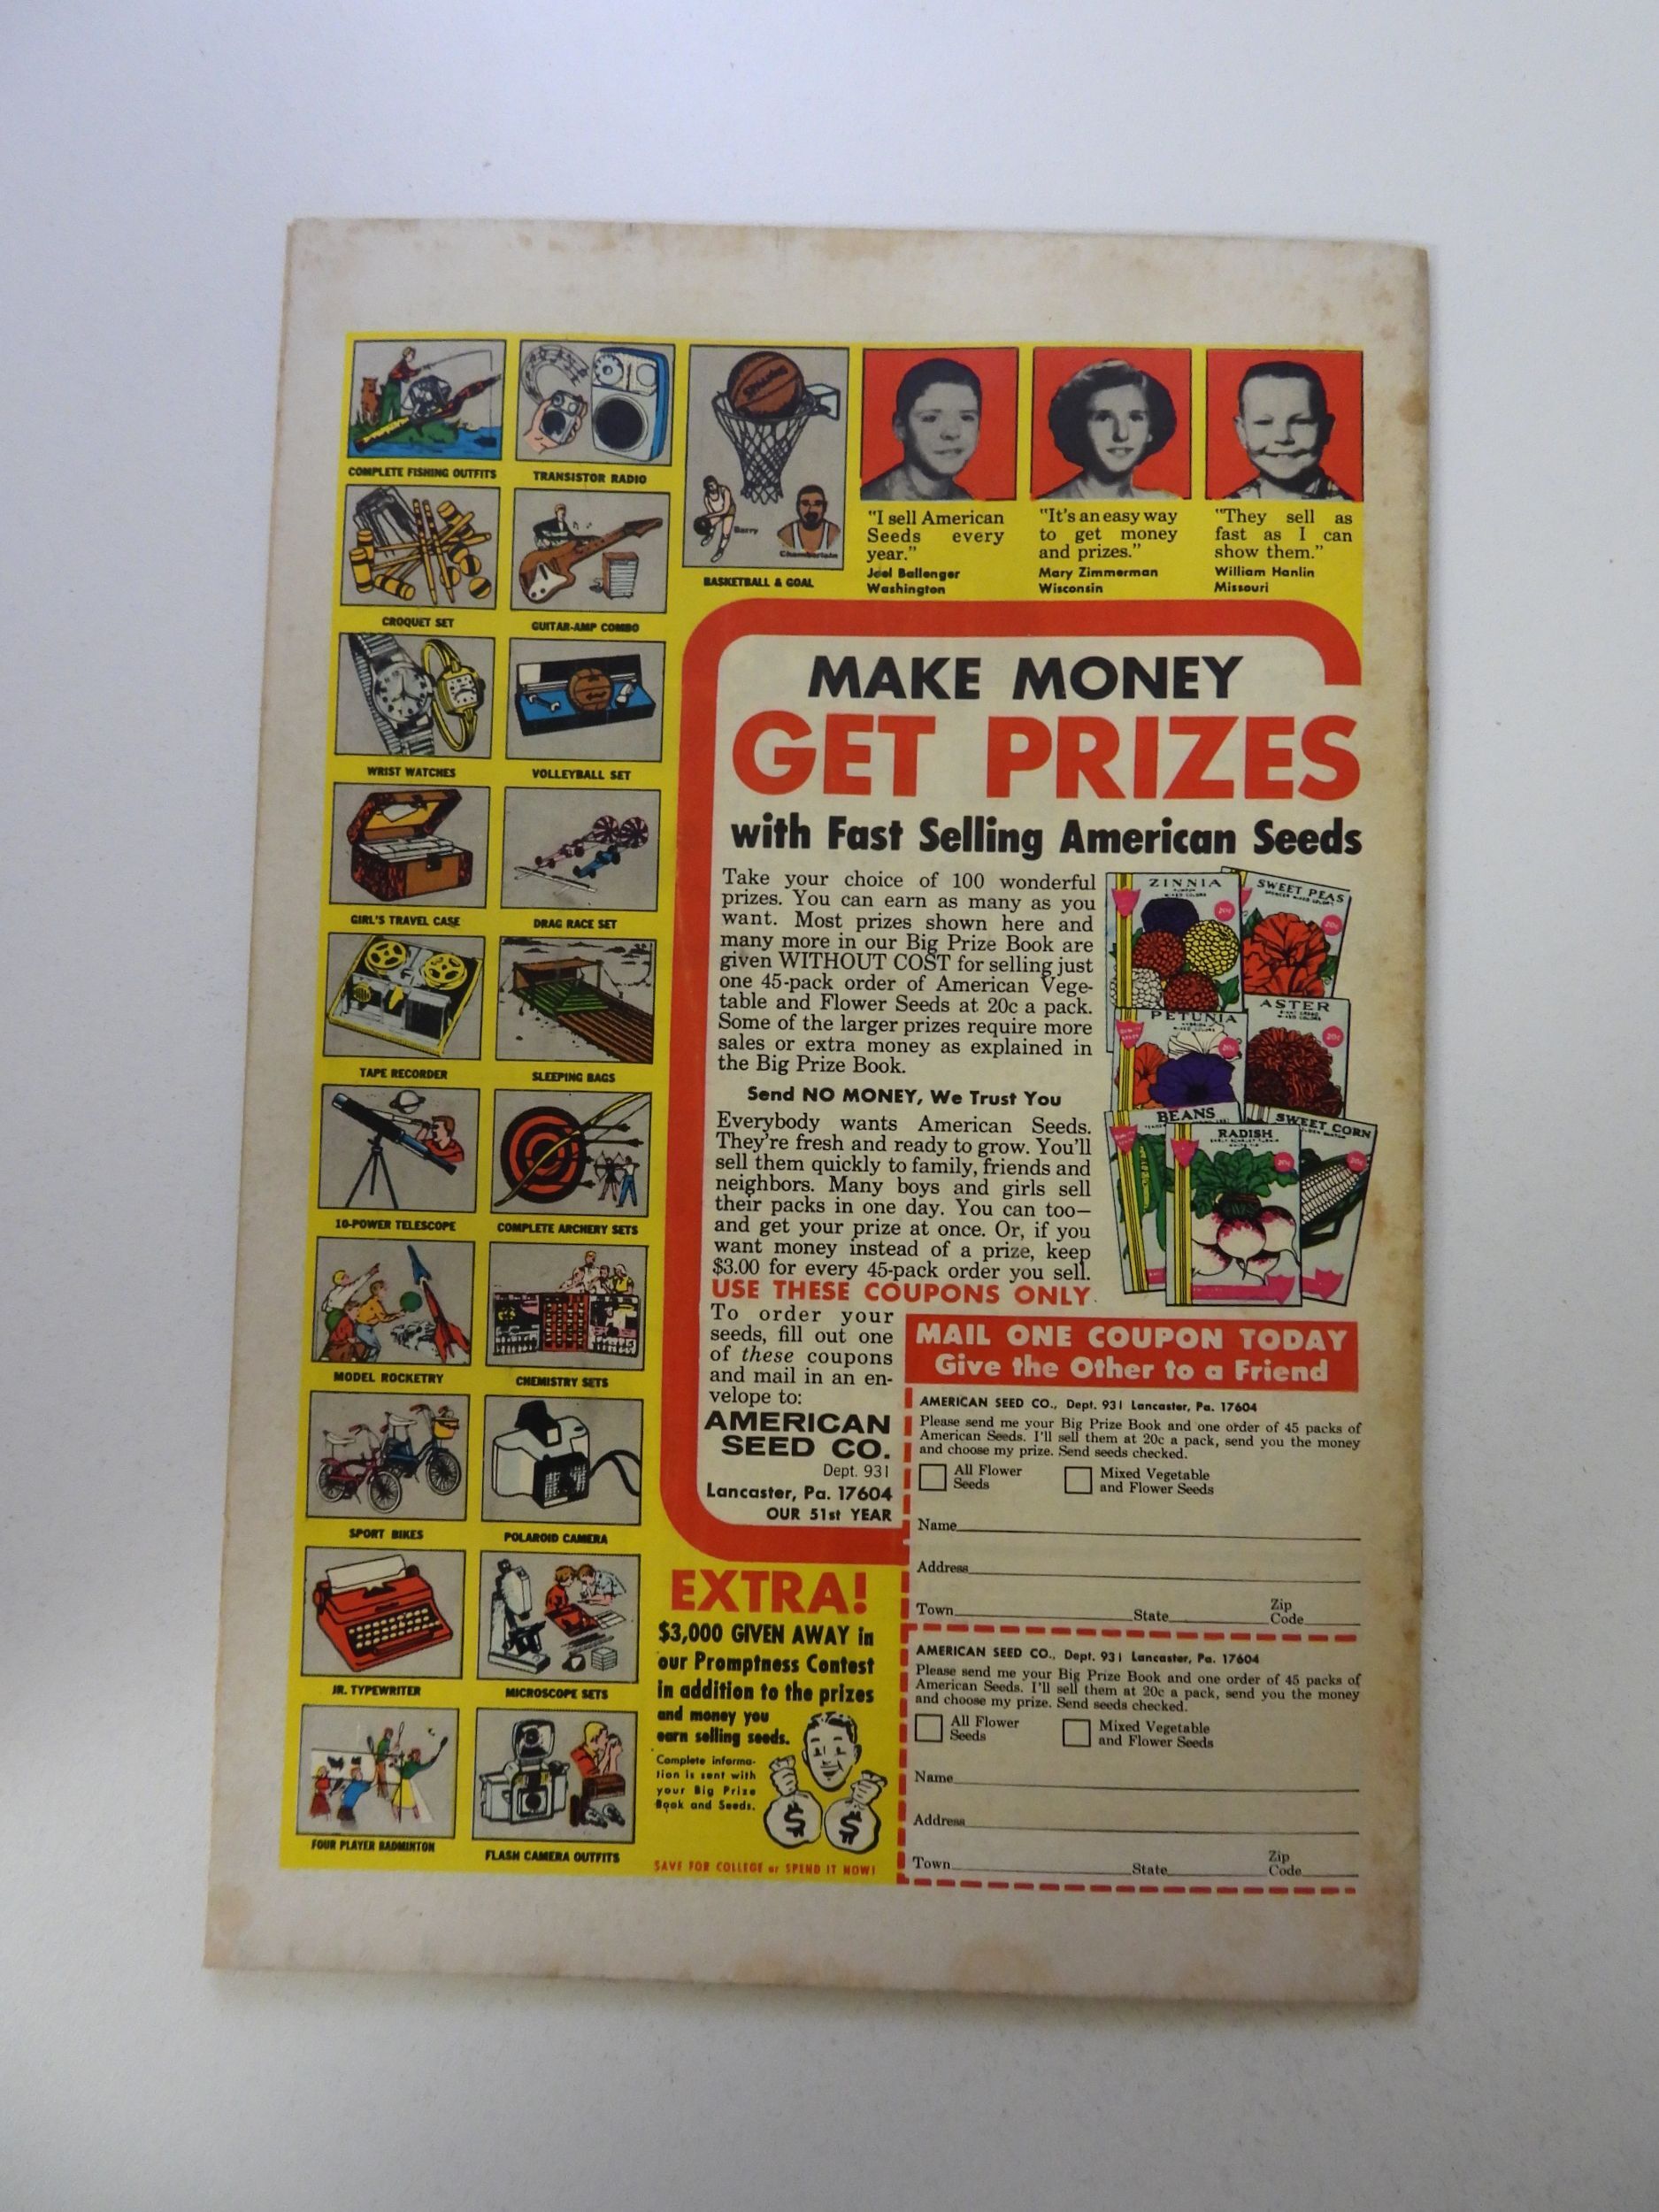 COMPLETE FISHING OUTFITS
TRANSISTOR RADIO
Spalding
Barry
Chamberlain
BASKETBALL & GOAL
CROQUET SET
GUITAR-AMP COMBO
WRIST WATCHES
VOLLEYBALL SET
GIRL'S TRAVEL CASE
DRAG RACE SET
TAPE RECORDER
SLEEPING BAGS
10-POWER TELESCOPE
COMPLETE ARCHERY SETS
MODEL ROCKETRY
CHEMISTRY SETS
SPORT BIKES
POLAROID CAMERA
JR. TYPEWRITER
MICROSCOPE SETS
FOUR PLAYER BADMINTON
FLASH CAMERA OUTFITS
"I sell American
Seeds every
year."
Joel Ballenger
Washington
"It's an easy way
to get money
and prizes."
Mary Zimmerman
Wisconsin
"They sell as
fast as I can
show them."
William Hanlin
Missouri
MAKE MONEY
GET PRIZES
with Fast Selling American Seeds
Take your choice of 100 wonderful
prizes. You can earn as many as you
want. Most prizes shown here and
many more in our Big Prize Book are
given WITHOUT COST for selling just
one 45-pack order of American Vege-
table and Flower Seeds at 20c a pack.
Some of the larger prizes require more
sales or extra money as explained in
the Big Prize Book.
Send NO MONEY, We Trust You
Everybody wants American Seeds.
They're fresh and ready to grow. You'll
sell them quickly to family, friends and
neighbors. Many boys and girls sell
their packs in one day. You can too—
and get your prize at once. Or, if you
want money instead of a prize, keep
$3.00 for every 45-pack order you sell.
USE THESE COUPONS ONLY
To order your
seeds, fill out one
of these coupons
and mail in an en-
velope to:
AMERICAN
SEED CO.
Dept. 931
Lancaster, Pa. 17604
OUR 51st YEAR
ZINNIA
MIXED COLORS
20¢
SWEET PEAS
20¢
PETUNIA
20¢
ASTER
20¢
BEANS
RADISH
20¢
SWEET CORN
20¢
MAIL ONE COUPON TODAY
Give the Other to a Friend
AMERICAN SEED CO., Dept. 931 Lancaster, Pa. 17604
Please send me your Big Prize Book and one order of 45 packs of
American Seeds. I'll sell them at 20c a pack, send you the money
and choose my prize. Send seeds checked.
All Flower Seeds
Mixed Vegetable and Flower Seeds
Name
Address
Town State Zip Code
AMERICAN SEED CO., Dept. 931 Lancaster, Pa. 17604
Please send me your Big Prize Book and one order of 45 packs of
American Seeds. I'll sell them at 20c a pack, send you the money
and choose my prize. Send seeds checked.
All Flower Seeds
Mixed Vegetable and Flower Seeds
Name
Address
Town State Zip Code
EXTRA!
$3,000 GIVEN AWAY in
our Promptness Contest
in addition to the prizes
and money you
earn selling seeds.
Complete informa-
tion is sent with
your Big Prize
Book and Seeds.
$ $
SAVE FOR COLLEGE or SPEND IT NOW!